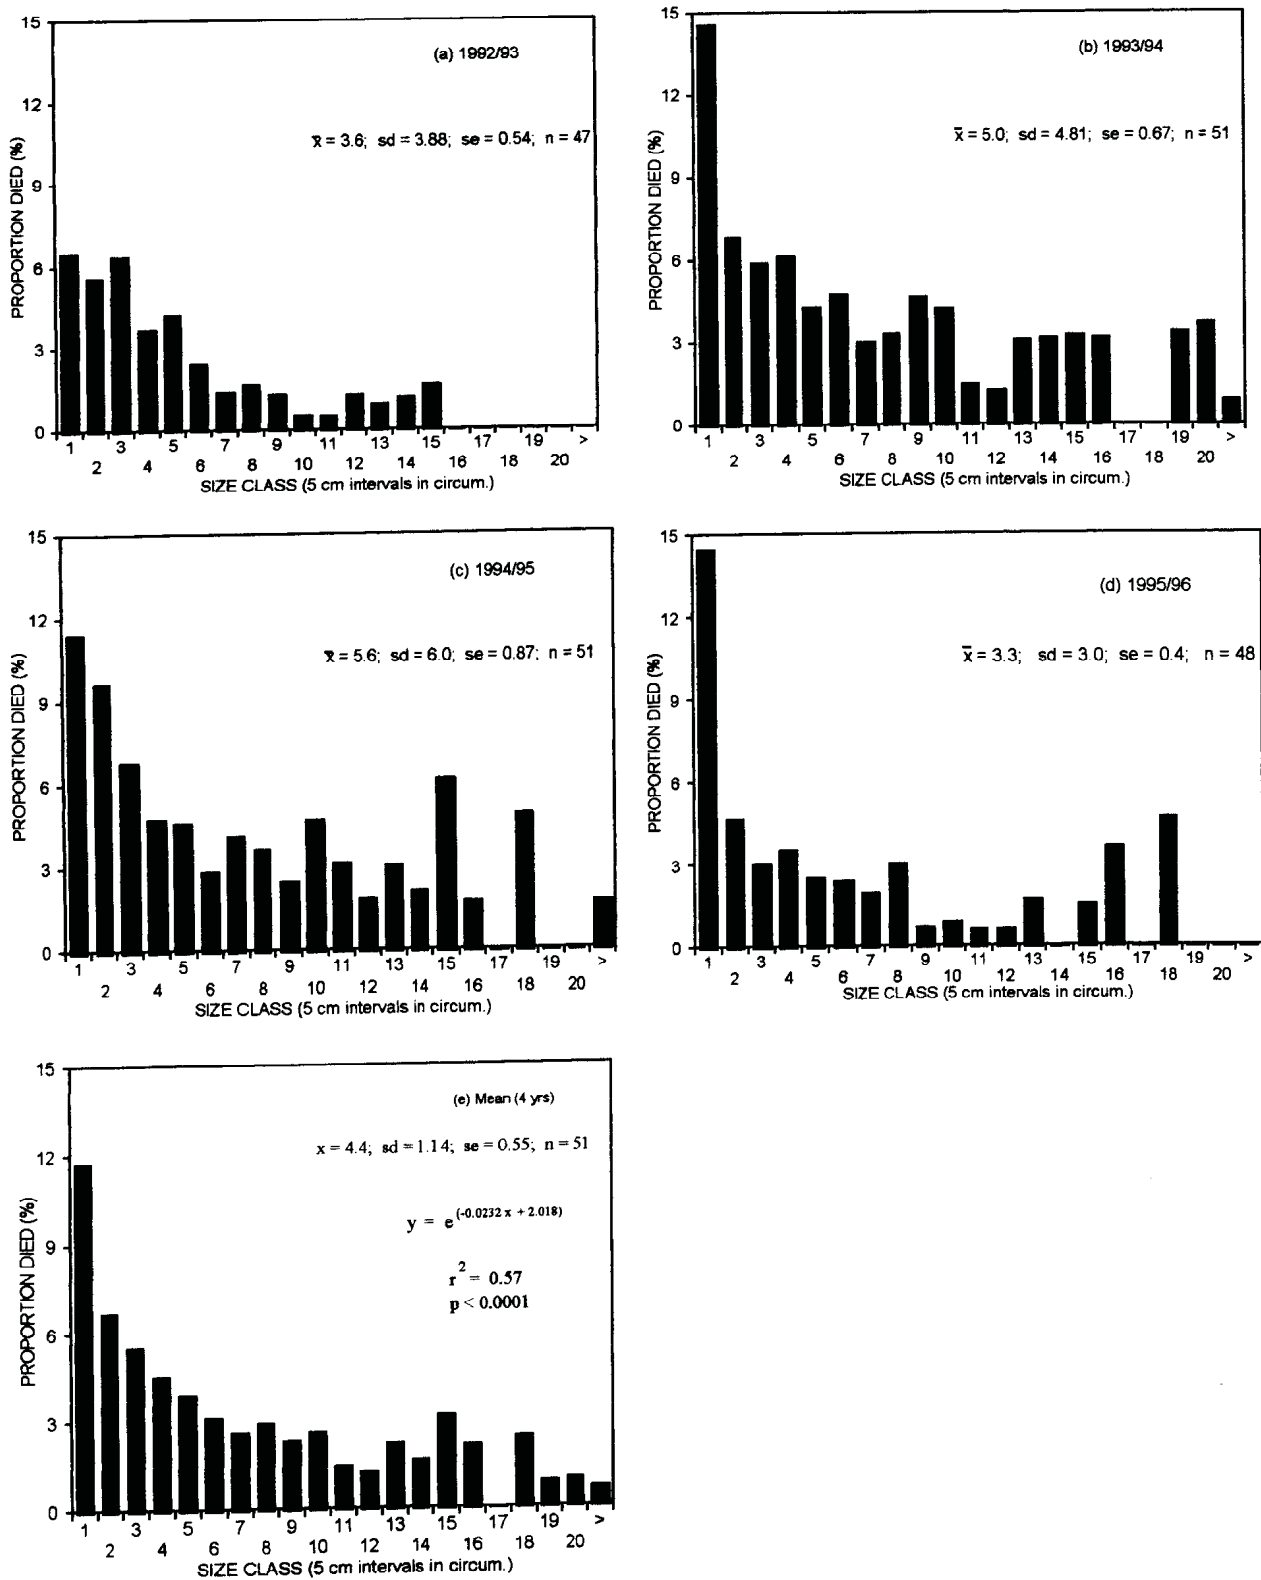 15
12
9
6
3
0
PROPORTION DIED (%)
(a) 1992/93
x̄ = 3.6; sd = 3.88; se = 0.54; n = 47
1 3 5 7 9 11 13 15 17 19 >
2 4 6 8 10 12 14 16 18 20
SIZE CLASS (5 cm intervals in circum.)
15
12
9
6
3
0
PROPORTION DIED (%)
(b) 1993/94
x̄ = 5.0; sd = 4.81; se = 0.67; n = 51
1 3 5 7 9 11 13 15 17 19 >
2 4 6 8 10 12 14 16 18 20
SIZE CLASS (5 cm intervals in circum.)
15
12
9
6
3
0
PROPORTION DIED (%)
(c) 1994/95
x̄ = 5.6; sd = 6.0; se = 0.87; n = 51
1 3 5 7 9 11 13 15 17 19 >
2 4 6 8 10 12 14 16 18 20
SIZE CLASS (5 cm intervals in circum.)
15
12
9
6
3
0
PROPORTION DIED (%)
(d) 1995/96
x̄ = 3.3; sd = 3.0; se = 0.4; n = 48
1 3 5 7 9 11 13 15 17 19 >
2 4 6 8 10 12 14 16 18 20
SIZE CLASS (5 cm intervals in circum.)
15
12
9
6
3
0
PROPORTION DIED (%)
(e) Mean (4 yrs)
x = 4.4; sd = 1.14; se = 0.55; n = 51
y = e^(-0.0232 x + 2.018)
r² = 0.57
p < 0.0001
1 3 5 7 9 11 13 15 17 19 >
2 4 6 8 10 12 14 16 18 20
SIZE CLASS (5 cm intervals in circum.)